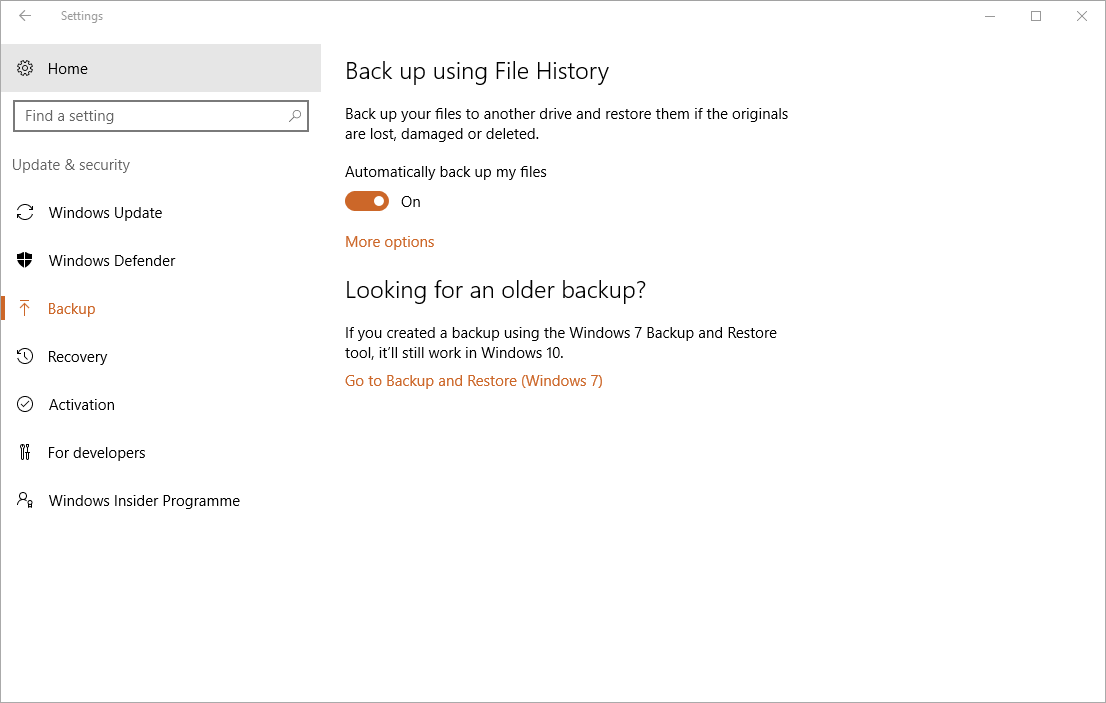 Settings
Home
Find a setting
Update & security
Windows Update
Windows Defender
Backup
Recovery
Activation
For developers
Windows Insider Programme
Back up using File History
Back up your files to another drive and restore them if the originals
are lost, damaged or deleted.
Automatically back up my files
On
More options
Looking for an older backup?
If you created a backup using the Windows 7 Backup and Restore
tool, it’ll still work in Windows 10.
Go to Backup and Restore (Windows 7)